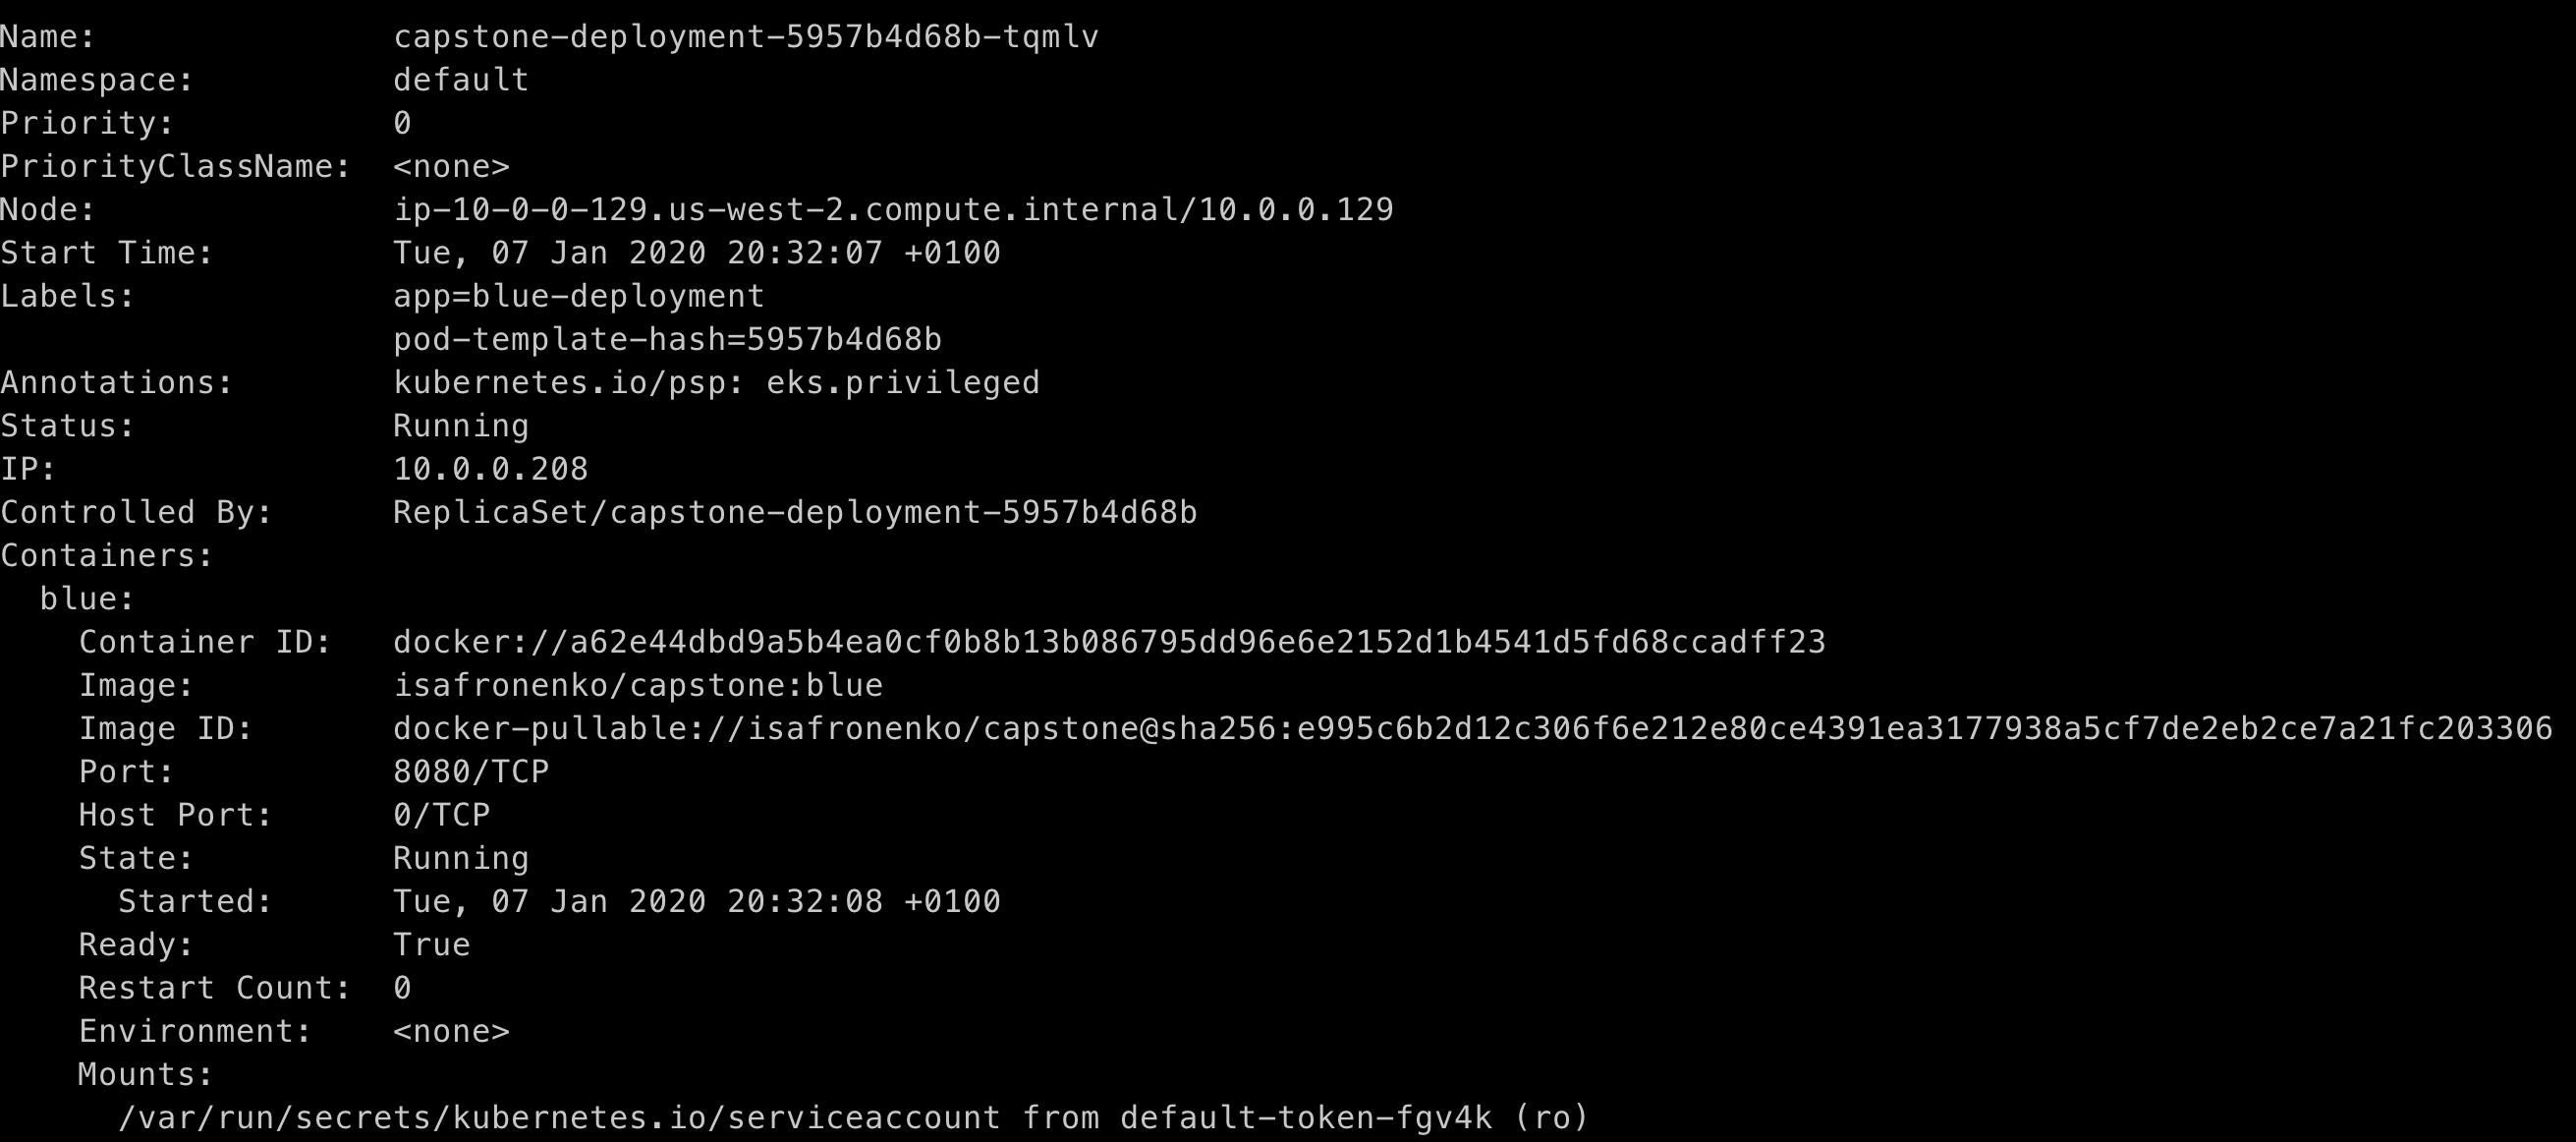 Name:               capstone-deployment-5957b4d68b-tqmlv
Namespace:          default
Priority:           0
PriorityClassName:  <none>
Node:               ip-10-0-0-129.us-west-2.compute.internal/10.0.0.129
Start Time:         Tue, 07 Jan 2020 20:32:07 +0100
Labels:             app=blue-deployment
                    pod-template-hash=5957b4d68b
Annotations:        kubernetes.io/psp: eks.privileged
Status:             Running
IP:                 10.0.0.208
Controlled By:      ReplicaSet/capstone-deployment-5957b4d68b
Containers:
  blue:
    Container ID:   docker://a62e44dbd9a5b4ea0cf0b8b13b086795dd96e6e2152d1b4541d5fd68ccadff23
    Image:          isafronenko/capstone:blue
    Image ID:       docker-pullable://isafronenko/capstone@sha256:e995c6b2d12c306f6e212e80ce4391ea3177938a5cf7de2eb2ce7a21fc203306
    Port:           8080/TCP
    Host Port:      0/TCP
    State:          Running
      Started:      Tue, 07 Jan 2020 20:32:08 +0100
    Ready:          True
    Restart Count:  0
    Environment:    <none>
    Mounts:
      /var/run/secrets/kubernetes.io/serviceaccount from default-token-fgv4k (ro)